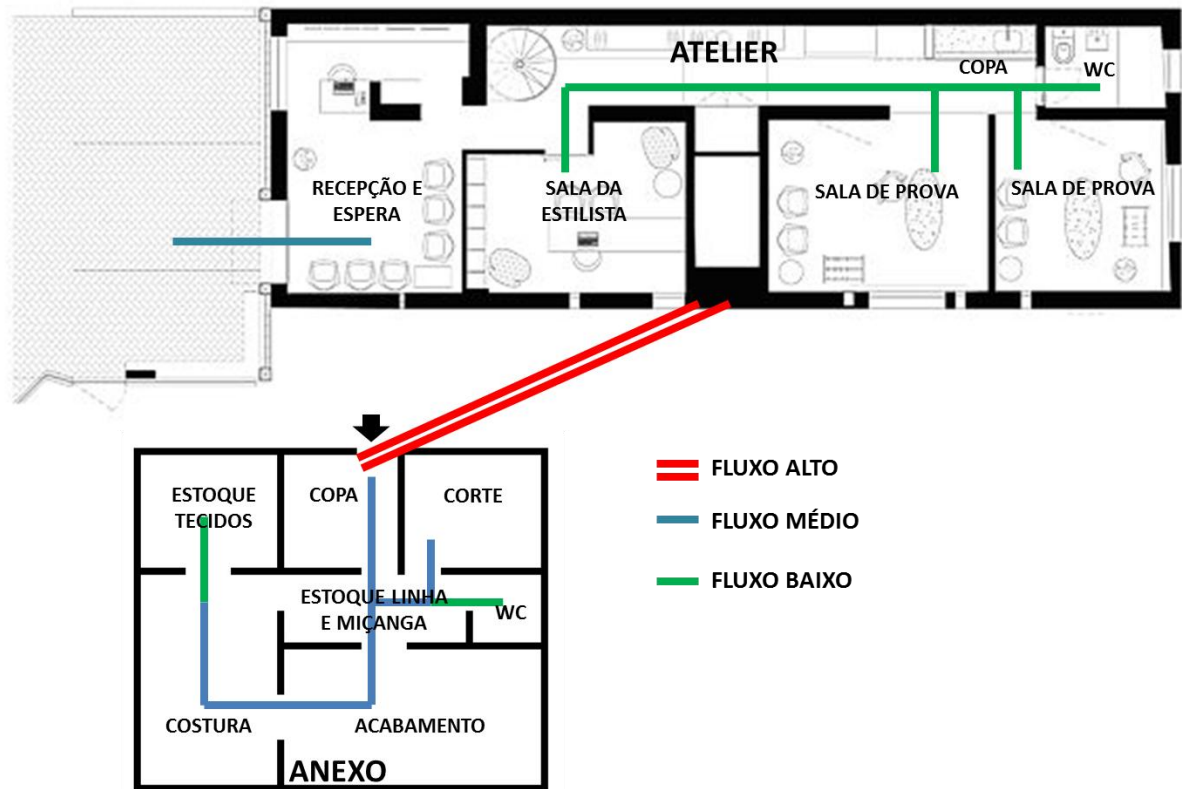 ATELIER
COPA
WC
RECEPÇÃO E
ESPERA
SALA DA
ESTILISTA
SALA DE PROVA
SALA DE PROVA
ESTOQUE
TECIDOS
COPA
CORTE
ESTOQUE LINHA
E MIÇANGA
WC
COSTURA
ACABAMENTO
ANEXO
FLUXO ALTO
FLUXO MÉDIO
FLUXO BAIXO